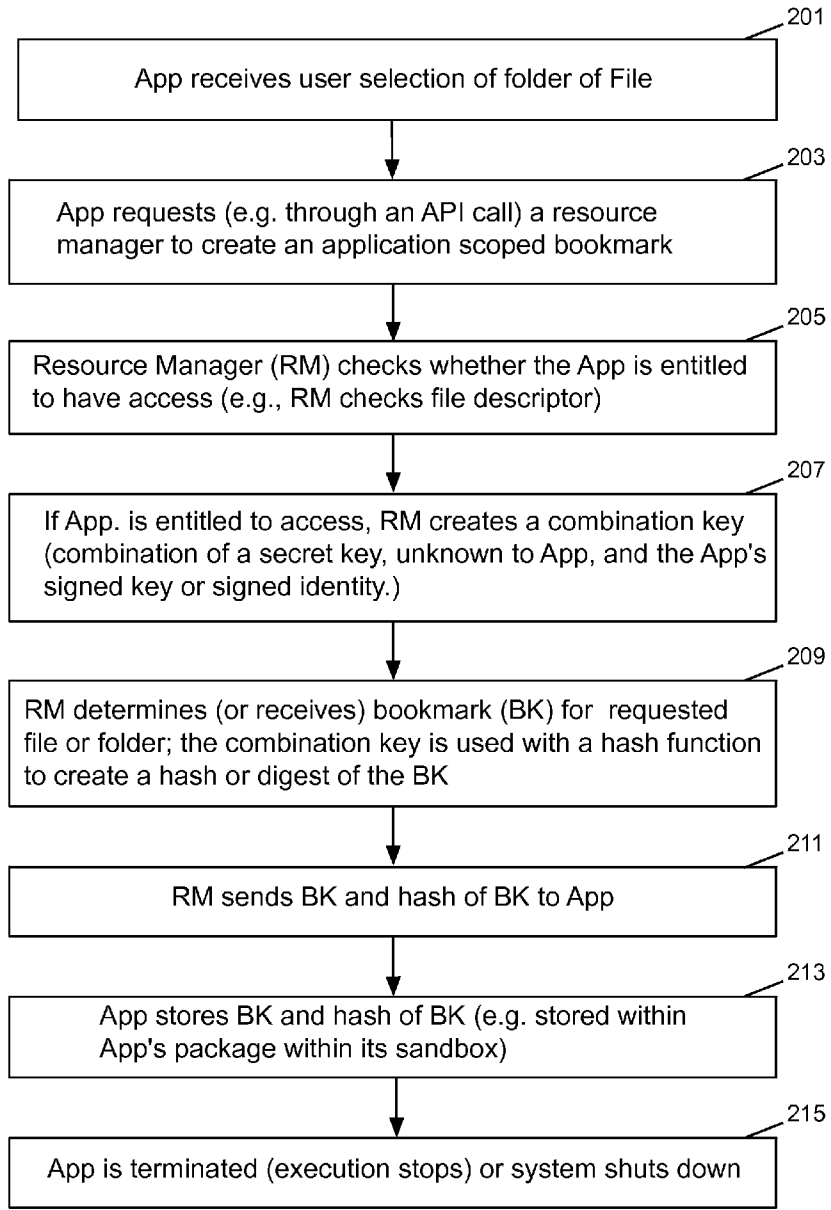 201
App receives user selection of folder of File
203
App requests (e.g. through an API call) a resource
manager to create an application scoped bookmark
205
Resource Manager (RM) checks whether the App is entitled
to have access (e.g., RM checks file descriptor)
207
If App. is entitled to access, RM creates a combination key
(combination of a secret key, unknown to App, and the App's
signed key or signed identity.)
209
RM determines (or receives) bookmark (BK) for requested
file or folder; the combination key is used with a hash function
to create a hash or digest of the BK
211
RM sends BK and hash of BK to App
213
App stores BK and hash of BK (e.g. stored within
App's package within its sandbox)
215
App is terminated (execution stops) or system shuts down